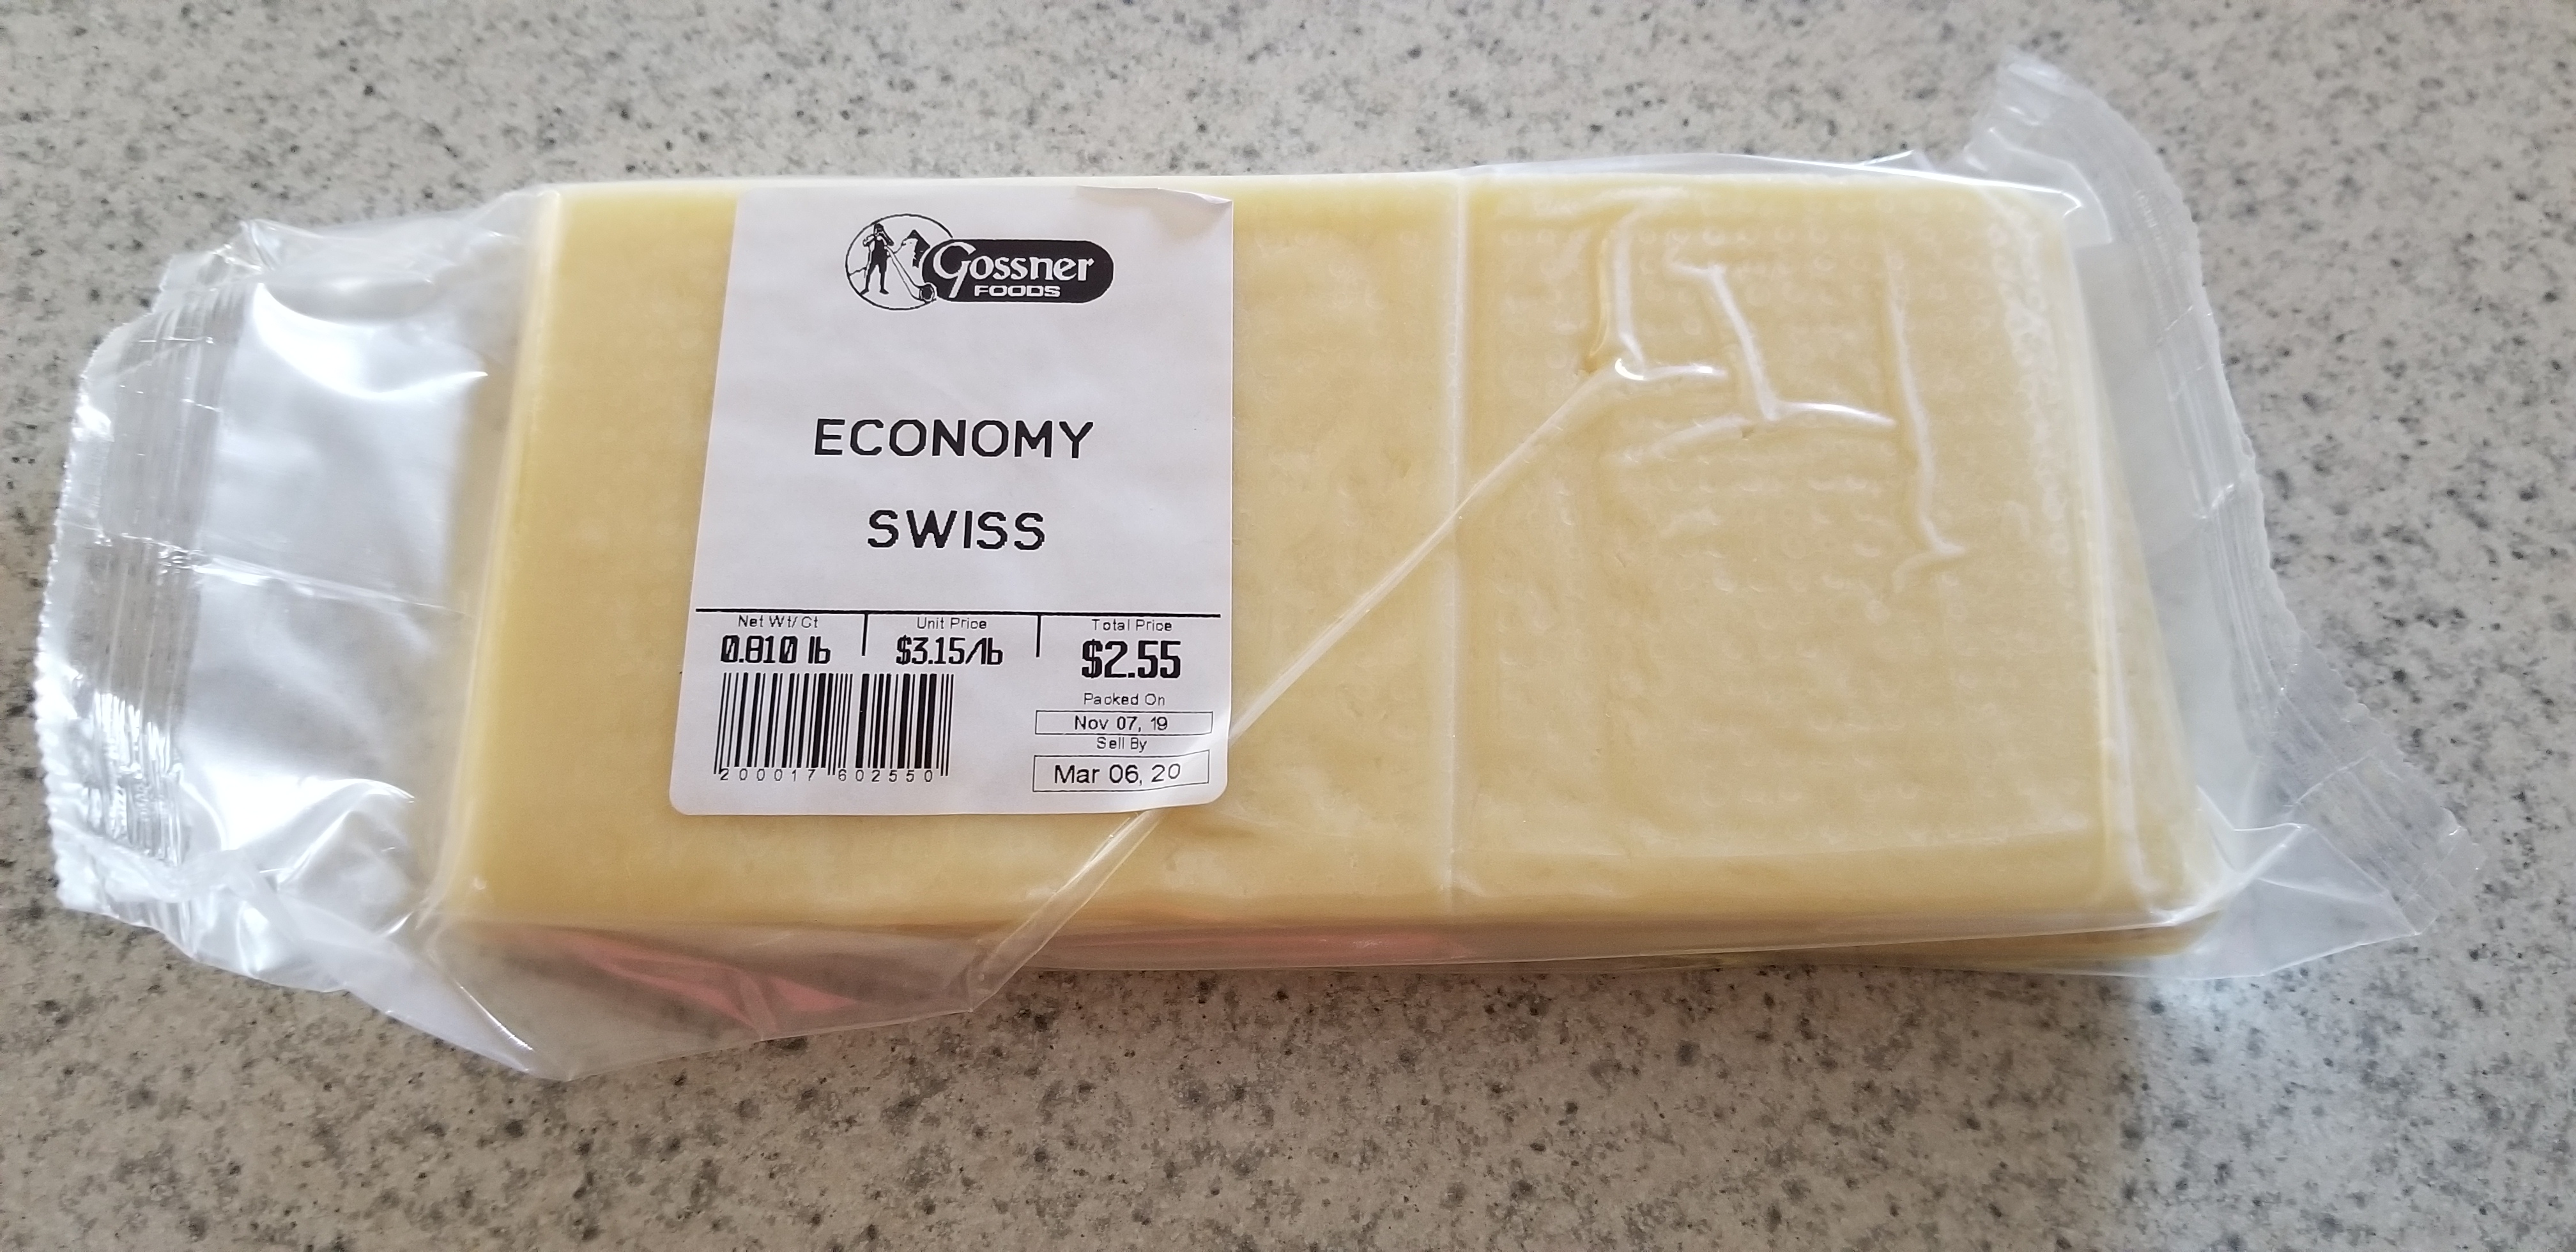 Gossner
FOODS
ECONOMY
SWISS
Net Wt/Ct Unit Price Total Price
0.810 lb $3.15/lb $2.55
Packed On
Nov 07, 19
Sell By
Mar 06, 20
200017 602550